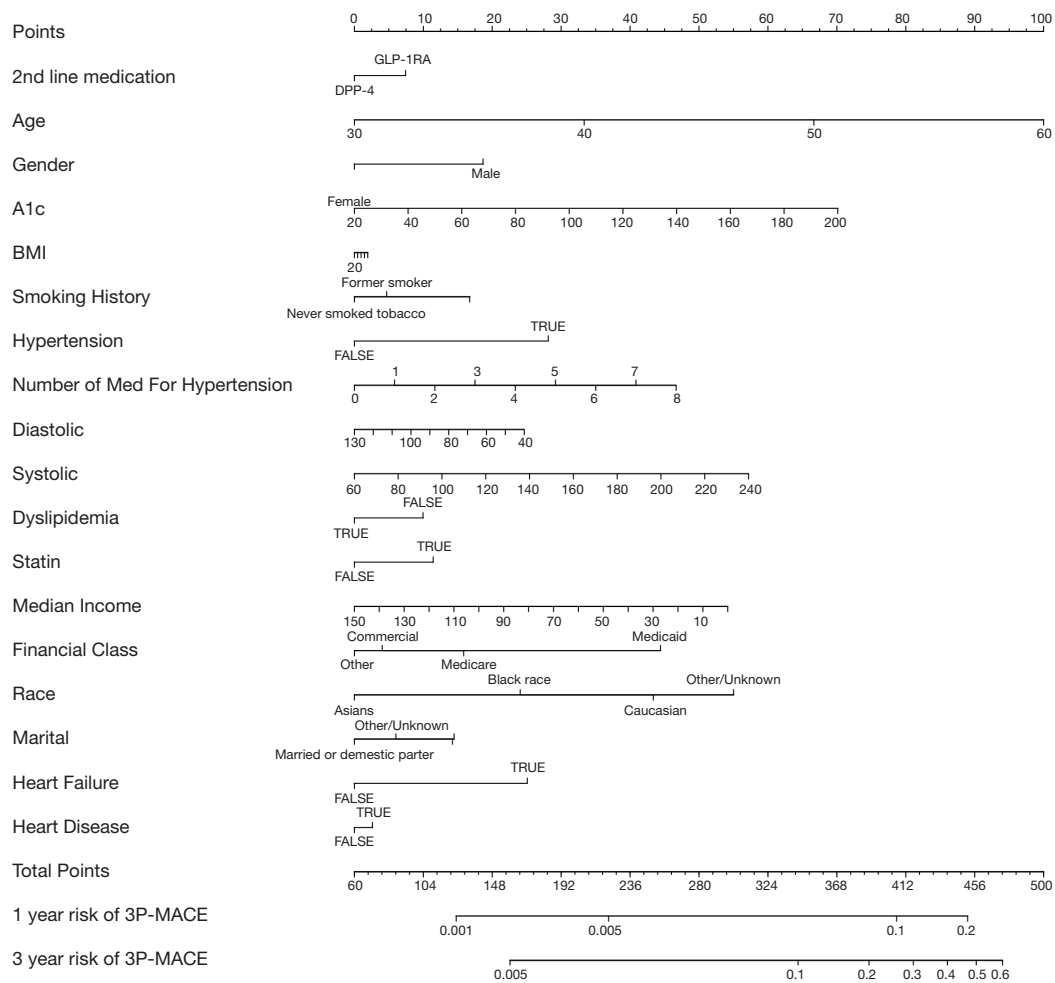 Points
0 10 20 30 40 50 60 70 80 90 100
2nd line medication
GLP-1RA
DPP-4
Age
30 40 50 60
Gender
Male
Female
A1c
20 40 60 80 100 120 140 160 180 200
BMI
20
Smoking History
Former smoker
Never smoked tobacco
Hypertension
TRUE
FALSE
Number of Med For Hypertension
1 3 5 7
0 2 4 6 8
Diastolic
130 100 80 60 40
Systolic
60 80 100 120 140 160 180 200 220 240
Dyslipidemia
FALSE
TRUE
Statin
TRUE
FALSE
Median Income
150 130 110 90 70 50 30 10
Financial Class
Commercial Medicaid
Other Medicare
Race
Black race Other/Unknown
Asians Caucasian
Marital
Other/Unknown
Married or demestic parter
Heart Failure
TRUE
FALSE
Heart Disease
TRUE
FALSE
Total Points
60 104 148 192 236 280 324 368 412 456 500
1 year risk of 3P-MACE
0.001 0.005 0.1 0.2
3 year risk of 3P-MACE
0.005 0.1 0.2 0.3 0.4 0.5 0.6